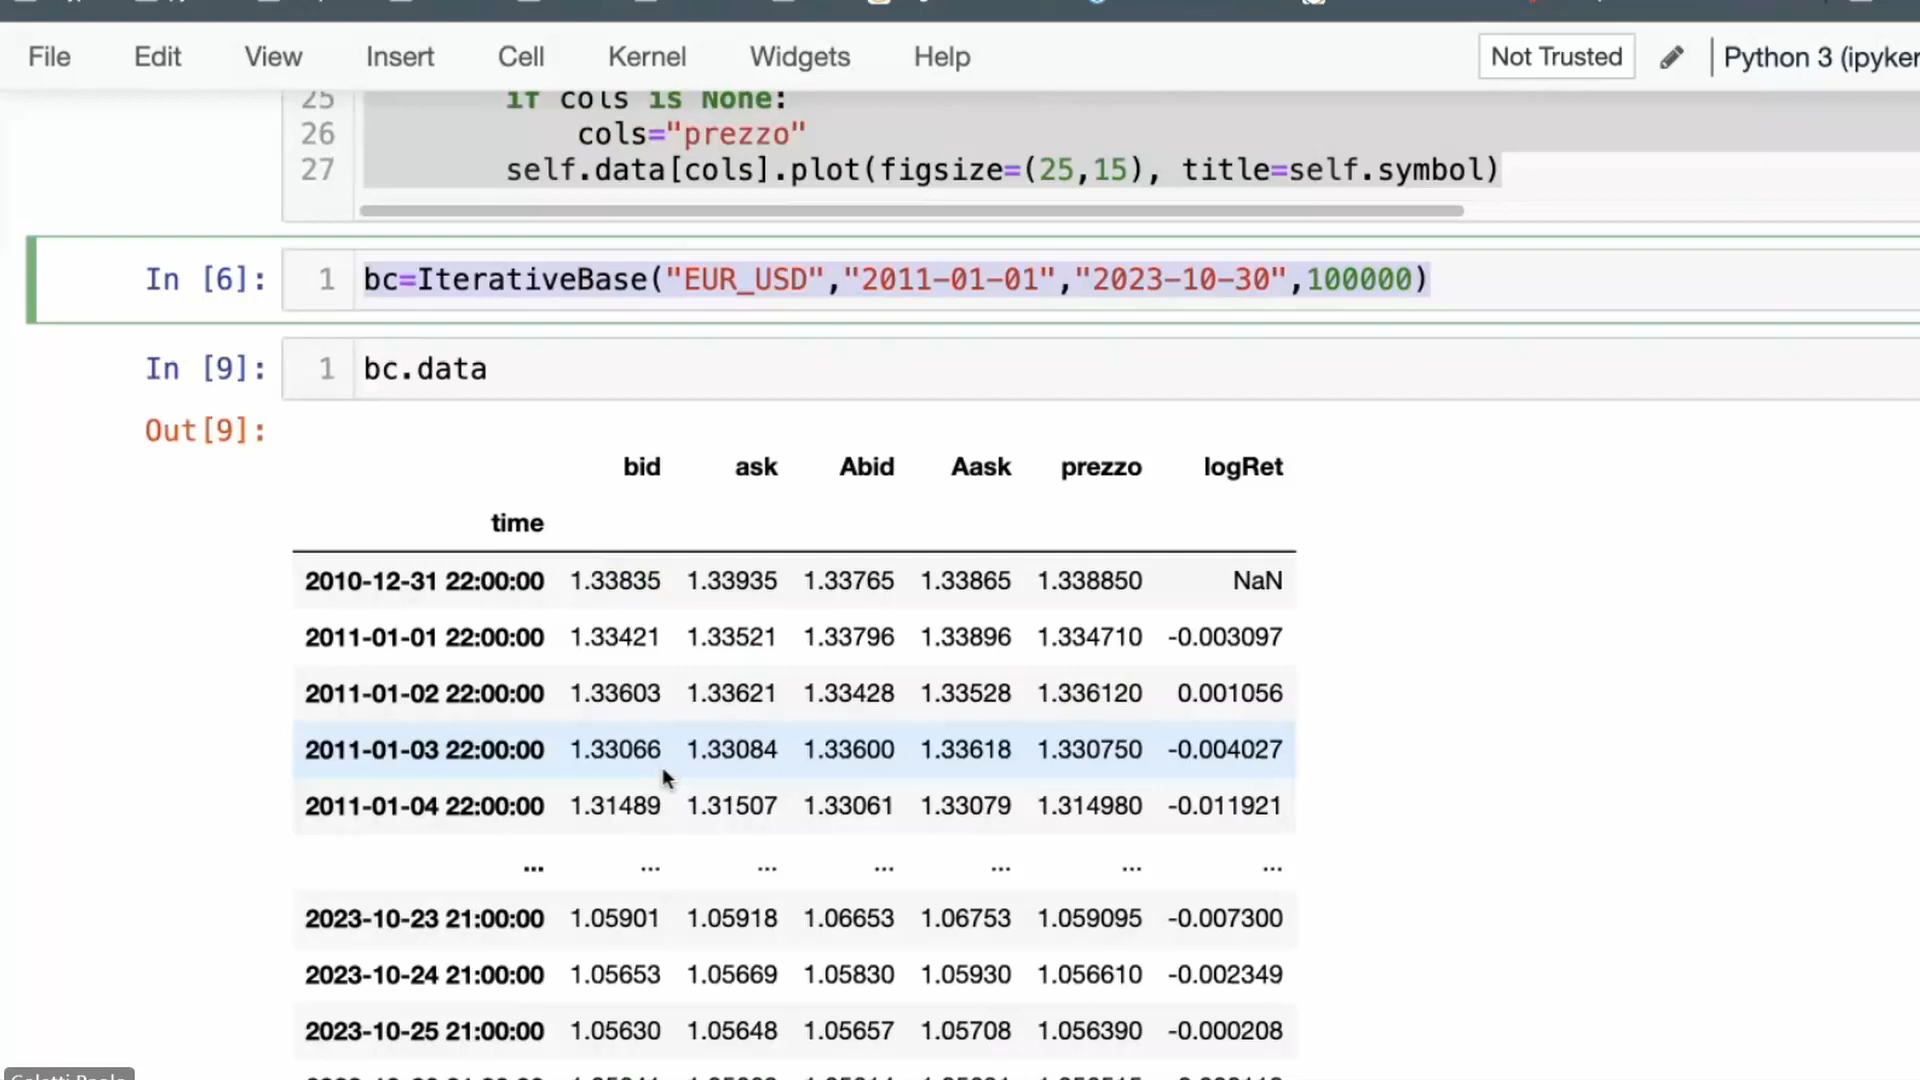 File Edit View Insert Cell Kernel Widgets Help Not Trusted Python 3 (ipyker
25 if cols is None:
26 cols="prezzo"
27 self.data[cols].plot(figsize=(25,15), title=self.symbol)
In [6]: 1 bc=IterativeBase("EUR_USD","2011-01-01","2023-10-30",100000)
In [9]: 1 bc.data
Out[9]:
bid ask Abid Aask prezzo logRet
time
2010-12-31 22:00:00 1.33835 1.33935 1.33765 1.33865 1.338850 NaN
2011-01-01 22:00:00 1.33421 1.33521 1.33796 1.33896 1.334710 -0.003097
2011-01-02 22:00:00 1.33603 1.33621 1.33428 1.33528 1.336120 0.001056
2011-01-03 22:00:00 1.33066 1.33084 1.33600 1.33618 1.330750 -0.004027
2011-01-04 22:00:00 1.31489 1.31507 1.33061 1.33079 1.314980 -0.011921
... ... ... ... ... ... ...
2023-10-23 21:00:00 1.05901 1.05918 1.06653 1.06753 1.059095 -0.007300
2023-10-24 21:00:00 1.05653 1.05669 1.05830 1.05930 1.056610 -0.002349
2023-10-25 21:00:00 1.05630 1.05648 1.05657 1.05708 1.056390 -0.000208